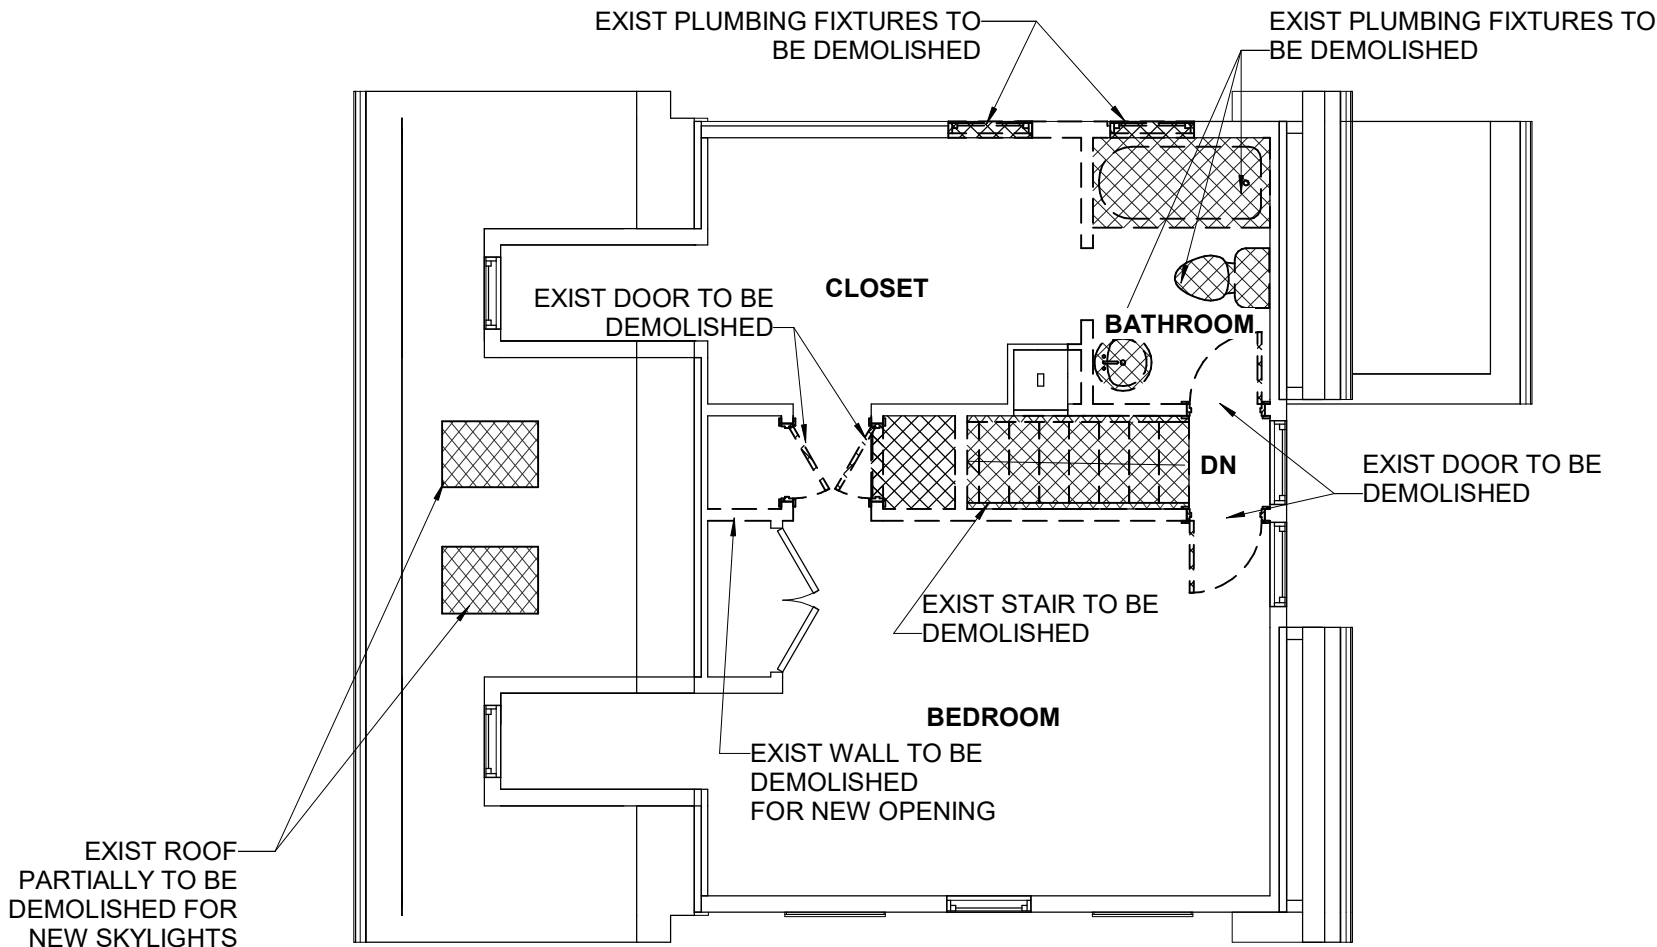 EXIST PLUMBING FIXTURES TO
BE DEMOLISHED
EXIST PLUMBING FIXTURES TO
BE DEMOLISHED
CLOSET
EXIST DOOR TO BE
DEMOLISHED
BATHROOM
DN
EXIST DOOR TO BE
DEMOLISHED
EXIST STAIR TO BE
DEMOLISHED
BEDROOM
EXIST WALL TO BE
DEMOLISHED
FOR NEW OPENING
EXIST ROOF
PARTIALLY TO BE
DEMOLISHED FOR
NEW SKYLIGHTS